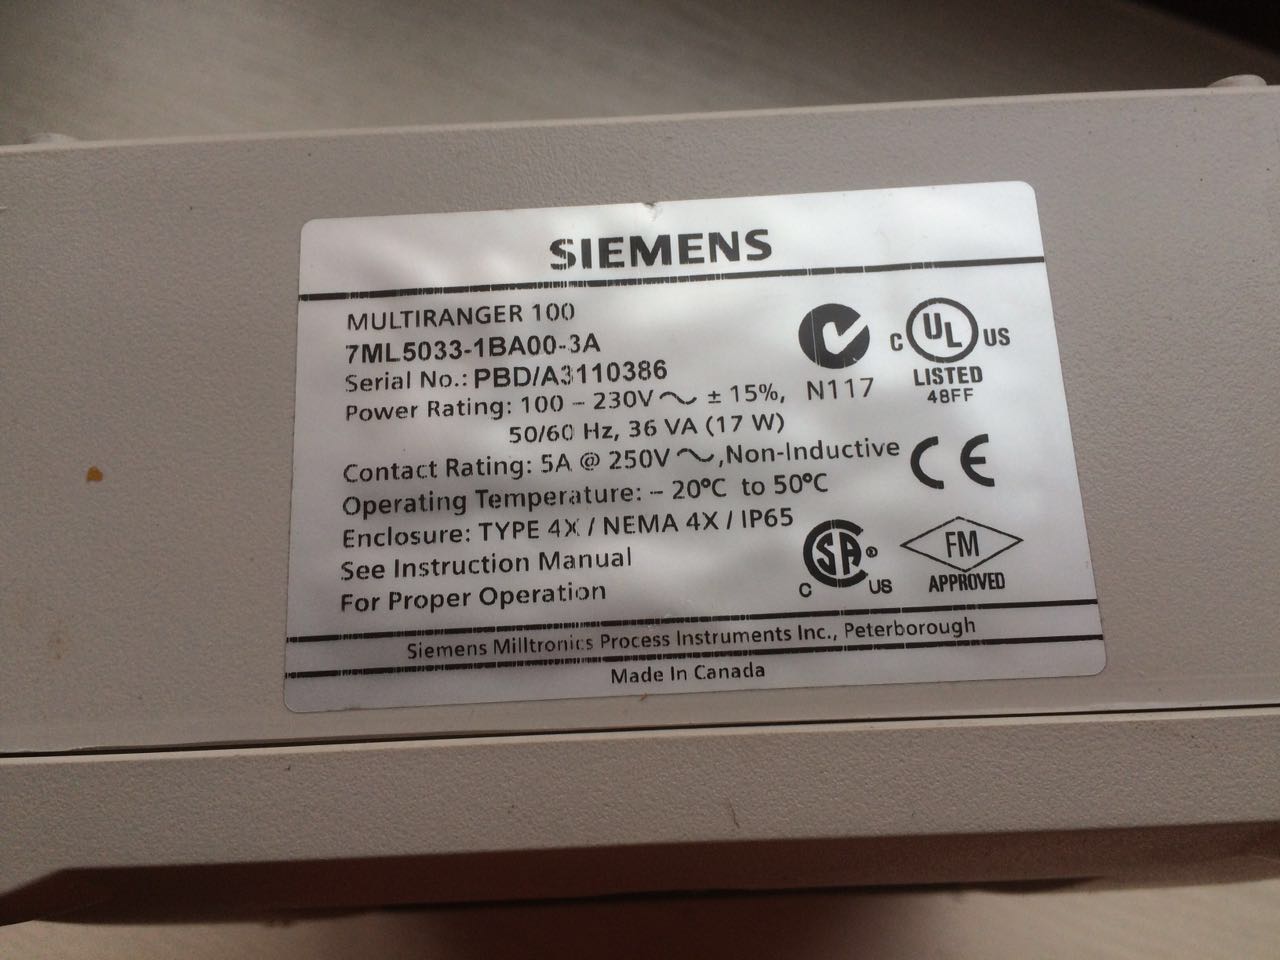 SIEMENS
MULTIRANGER 100
7ML5033-1BA00-3A
Serial No.: PBD/A3110386
Power Rating: 100 – 230V ∼ ± 15%,
50/60 Hz, 36 VA (17 W)
Contact Rating: 5A @ 250V ∼,Non-Inductive
Operating Temperature: – 20°C to 50°C
Enclosure: TYPE 4X / NEMA 4X / IP65
See Instruction Manual
For Proper Operation
N117
C UL US
LISTED
48FF
CE
C SA ® US
FM
APPROVED
Siemens Milltronics Process Instruments Inc., Peterborough
Made In Canada